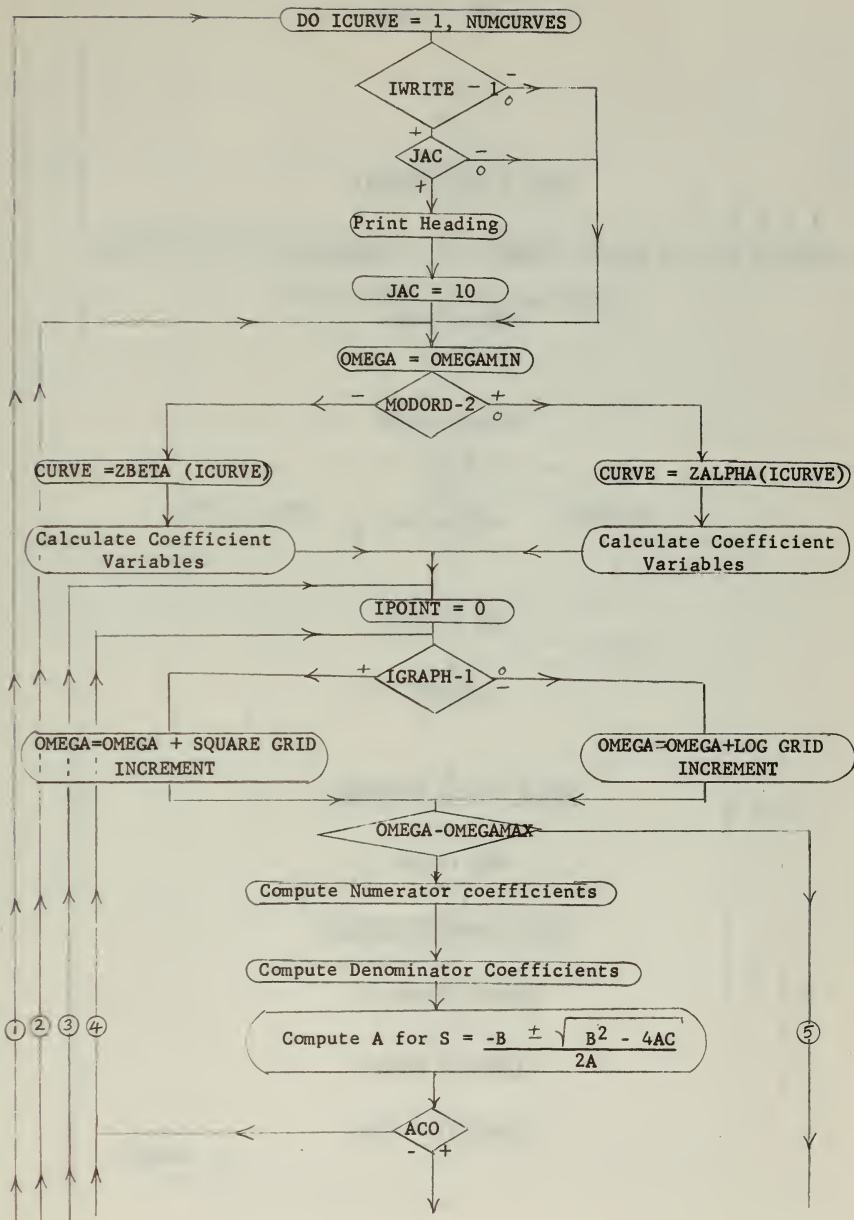 DO ICURVE = 1, NUMCURVES
IWRITE - 1
-
0
+
JAC
-
0
+
Print Heading
JAC = 10
OMEGA = OMEGAMIN
-
MODORD-2
+
0
CURVE =ZBETA (ICURVE)
CURVE = ZALPHA(ICURVE)
Calculate Coefficient
Variables
Calculate Coefficient
Variables
IPOINT = 0
+
IGRAPH-1
0
-
OMEGA=OMEGA + SQUARE GRID
INCREMENT
OMEGA=OMEGA+LOG GRID
INCREMENT
OMEGA-OMEGAMAX
Compute Numerator coefficients
Compute Denominator Coefficients
Compute A for S = -B ± √B² - 4AC
2A
1 2 3 4 5
ACO
- +